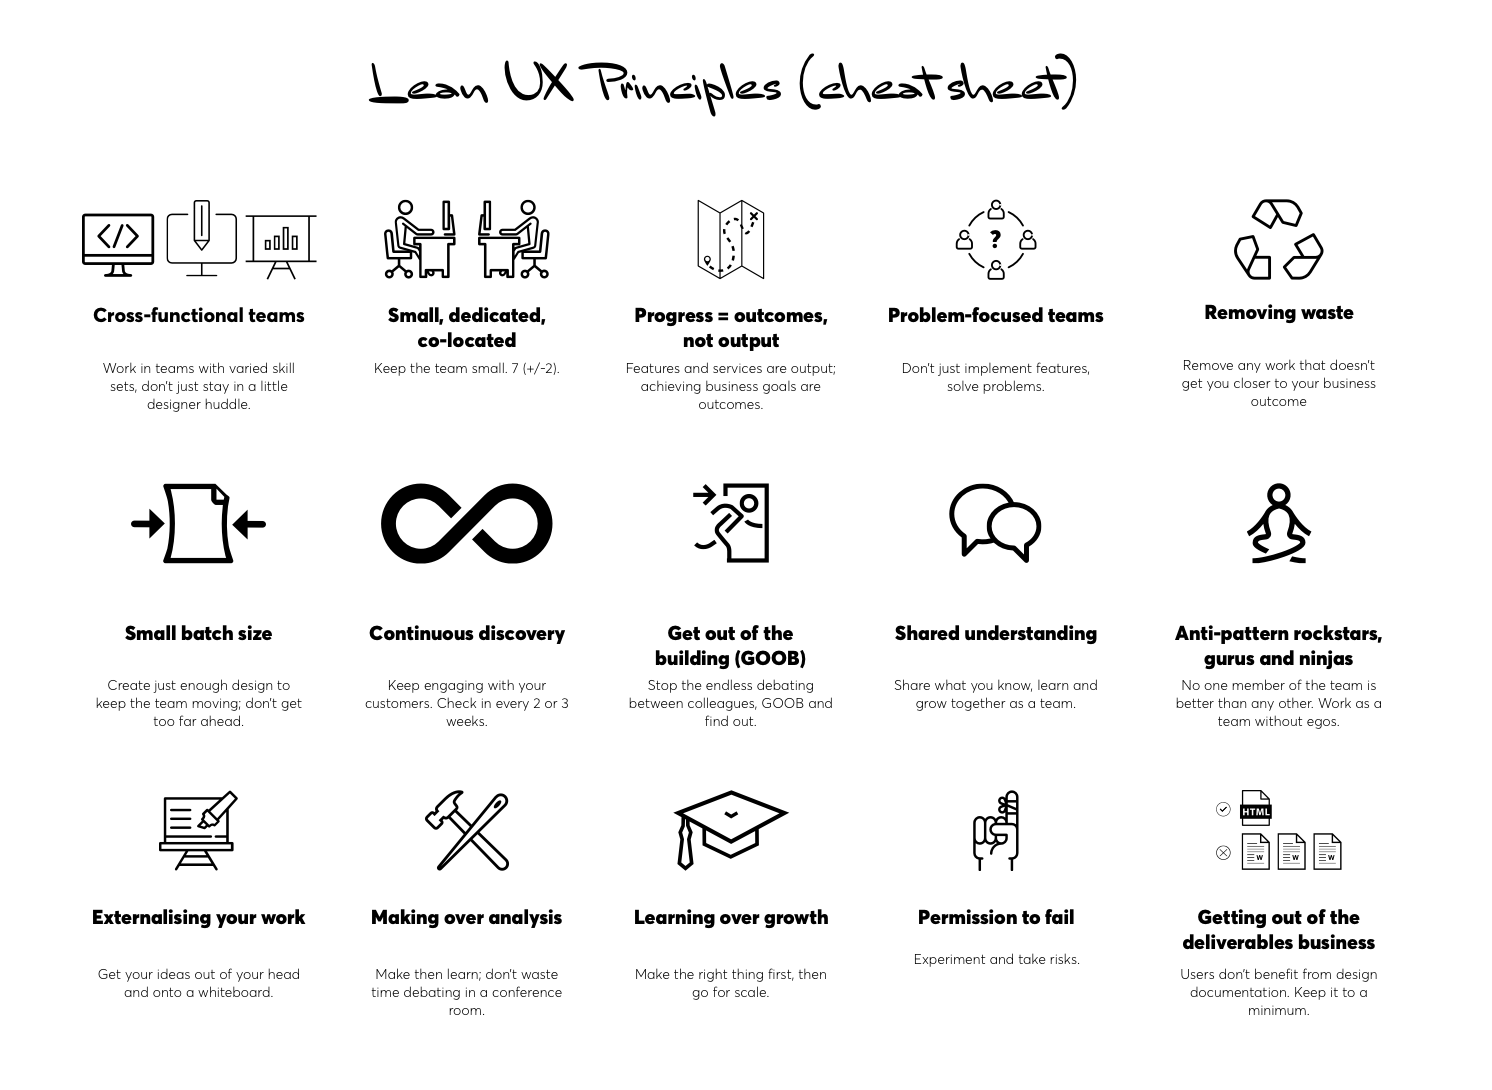 Lean UX Principles (cheatsheet)
</>
HTML
W
W
W
?
Cross-functional teams
Work in teams with varied skill
sets, don't just stay in a little
designer huddle.
Small, dedicated,
co-located
Keep the team small. 7 (+/-2).
Progress = outcomes,
not output
Features and services are output;
achieving business goals are
outcomes.
Problem-focused teams
Don't just implement features,
solve problems.
Removing waste
Remove any work that doesn't
get you closer to your business
outcome
Small batch size
Create just enough design to
keep the team moving; don't get
too far ahead.
Continuous discovery
Keep engaging with your
customers. Check in every 2 or 3
weeks.
Get out of the
building (GOOB)
Stop the endless debating
between colleagues, GOOB and
find out.
Shared understanding
Share what you know, learn and
grow together as a team.
Anti-pattern rockstars,
gurus and ninjas
No one member of the team is
better than any other. Work as a
team without egos.
Externalising your work
Get your ideas out of your head
and onto a whiteboard.
Making over analysis
Make then learn; don't waste
time debating in a conference
room.
Learning over growth
Make the right thing first, then
go for scale.
Permission to fail
Experiment and take risks.
Getting out of the
deliverables business
Users don't benefit from design
documentation. Keep it to a
minimum.